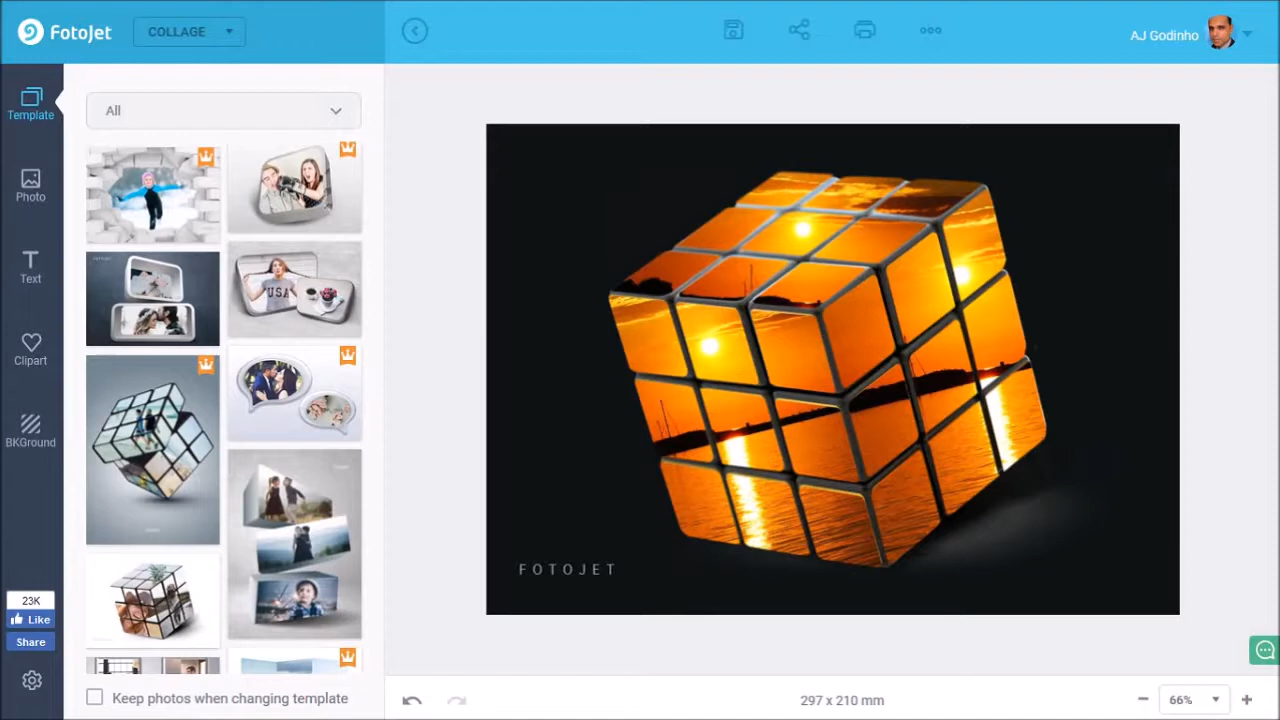 FotoJet
COLLAGE
AJ Godinho
Template
All
Photo
Text
USA
Clipart
BKGround
FOTOJET
23K
Like
Share
Keep photos when changing template
297 x 210 mm
66%